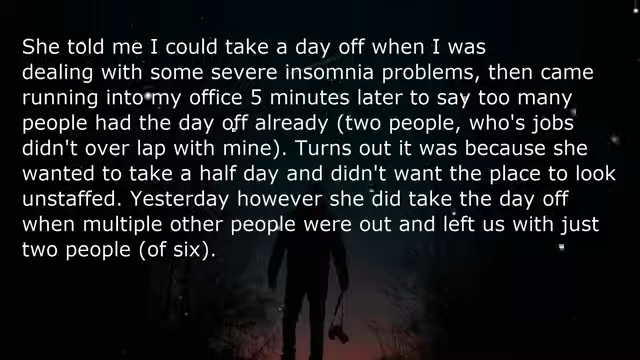 She told me I could take a day off when I was
dealing with some severe insomnia problems, then came
running into my office 5 minutes later to say too many
people had the day off already (two people, who's jobs
didn't over lap with mine). Turns out it was because she
wanted to take a half day and didn't want the place to look
unstaffed. Yesterday however she did take the day off
when multiple other people were out and left us with just
two people (of six).